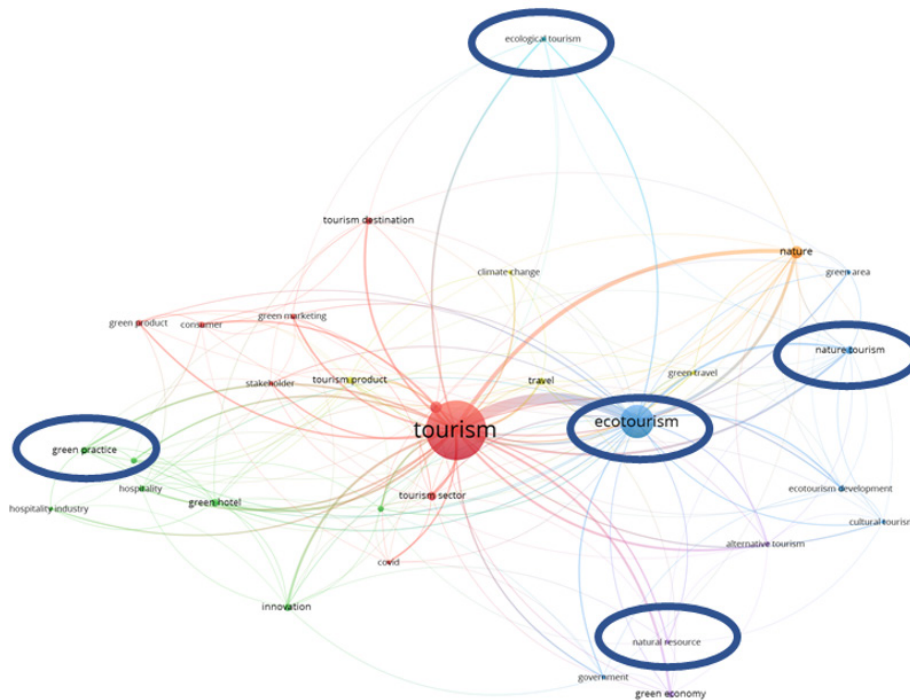 ecological tourism
tourism destination
nature
climate change
green area
green product
consumer
green marketing
nature tourism
stakeholder
tourism product
travel
green travel
ecotourism
tourism
green practice
hospitality
ecotourism development
tourism sector
green hotel
hospitality industry
cultural tourism
alternative tourism
covid
innovation
natural resource
government
green economy